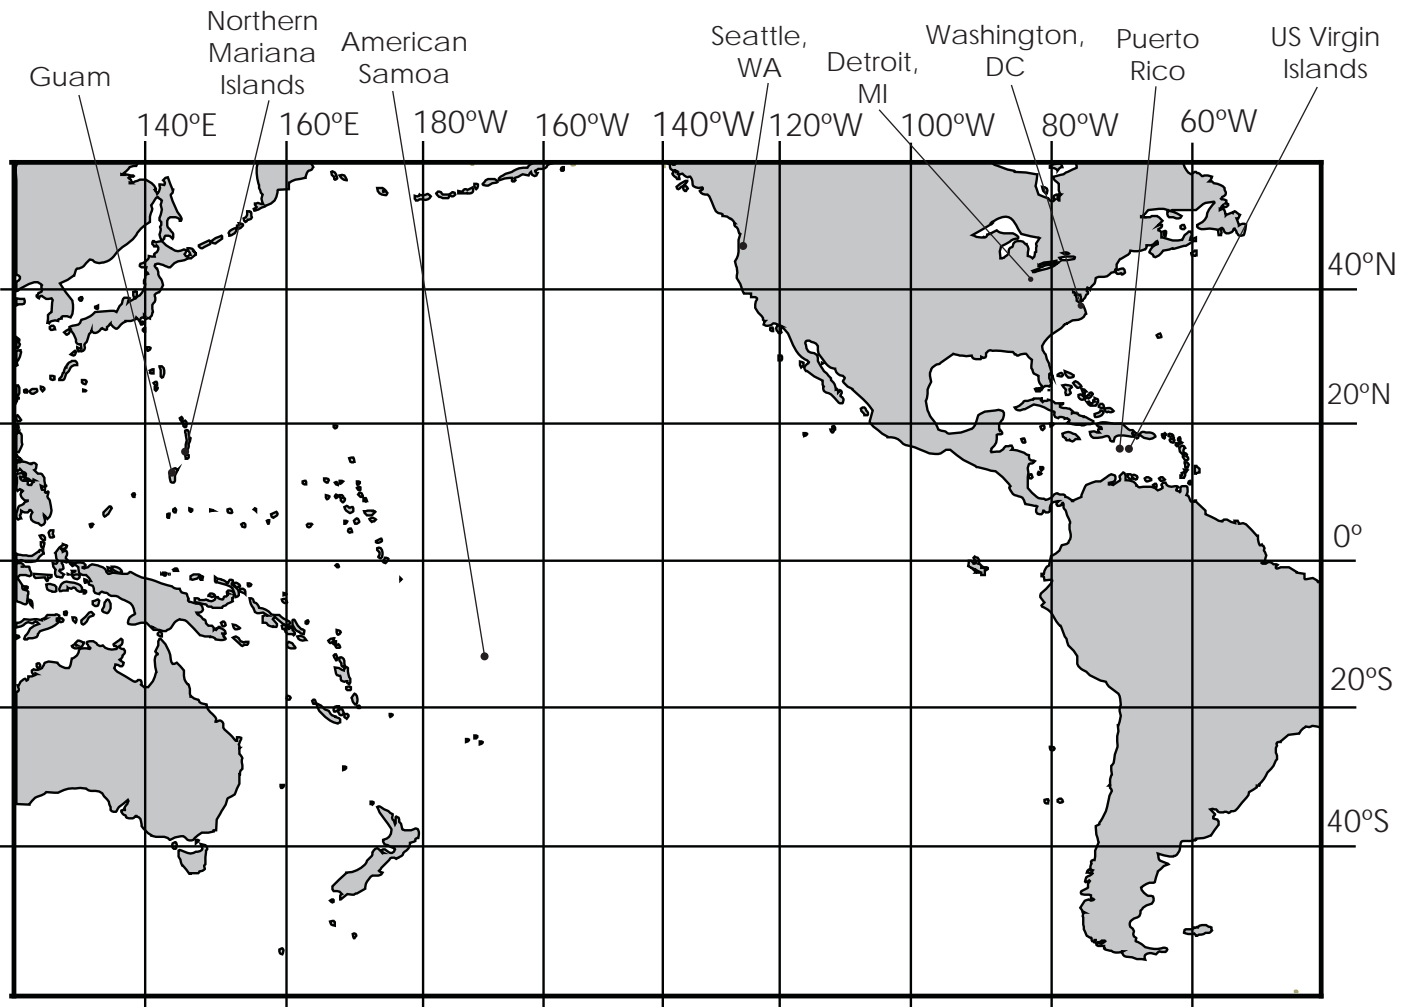 Guam
Northern
Mariana
Islands
American
Samoa
Seattle,
WA
Detroit,
MI
Washington,
DC
Puerto
Rico
US Virgin
Islands
140ºE
160ºE
180ºW
160ºW
140ºW
120ºW
100ºW
80ºW
60ºW
40ºN
20ºN
0º
20ºS
40ºS